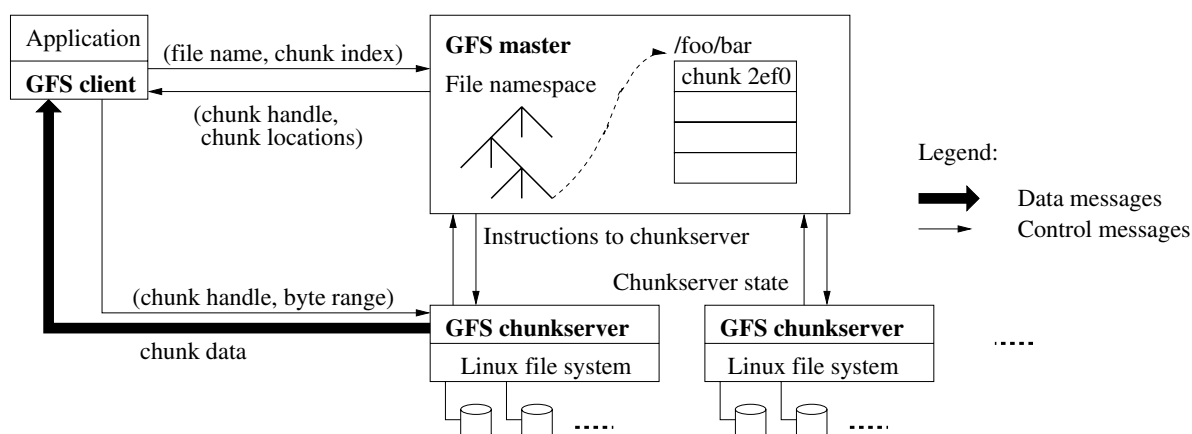 Application
GFS client
(file name, chunk index)
(chunk handle,
chunk locations)
GFS master
File namespace
/foo/bar
chunk 2ef0
Legend:
Data messages
Control messages
Instructions to chunkserver
Chunkserver state
(chunk handle, byte range)
chunk data
GFS chunkserver
Linux file system
GFS chunkserver
Linux file system